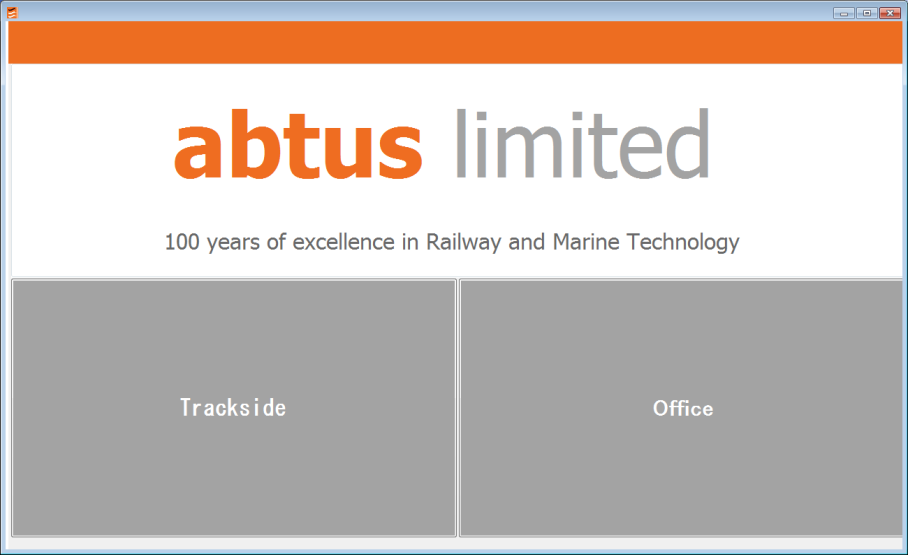 abtus limited
100 years of excellence in Railway and Marine Technology
Trackside
Office